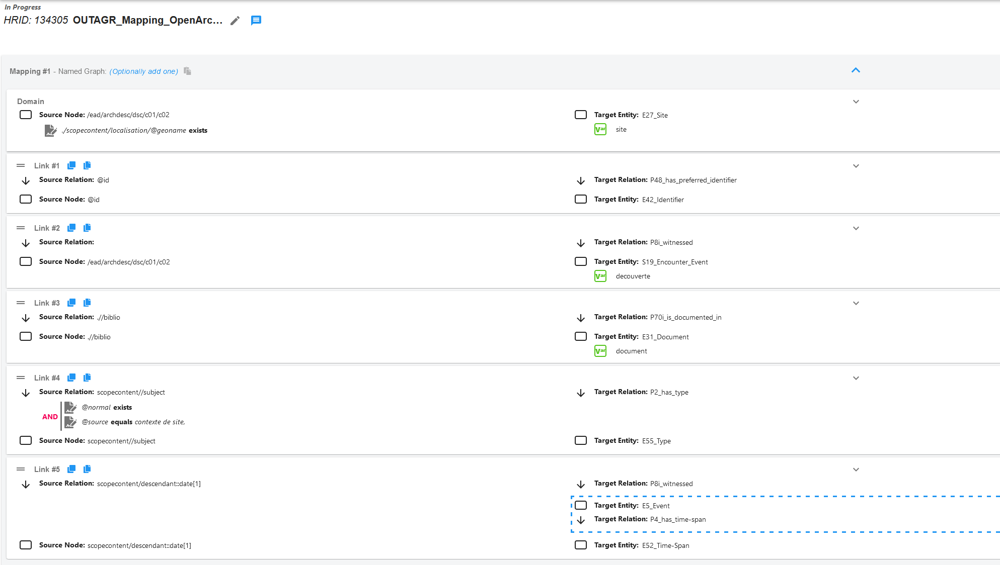 In Progress
HRID: 134305 OUTAGR_Mapping_OpenArc...
Mapping #1 - Named Graph: (Optionally add one)
Domain
Source Node: /ead/archdesc/dsc/c01/c02
Target Entity: E27_Site
./scopecontent/localisation/@geoname exists
Var site
Link #1
Source Relation: @id
Target Relation: P48_has_preferred_identifier
Source Node: @id
Target Entity: E42_Identifier
Link #2
Source Relation:
Target Relation: P8i_witnessed
Source Node: /ead/archdesc/dsc/c01/c02
Target Entity: S19_Encounter_Event
Var decouverte
Link #3
Source Relation: .//biblio
Target Relation: P70i_is_documented_in
Source Node: .//biblio
Target Entity: E31_Document
Var document
Link #4
Source Relation: scopecontent//subject
Target Relation: P2_has_type
@normal exists
AND
@source equals contexte de site,
Source Node: scopecontent//subject
Target Entity: E55_Type
Link #5
Source Relation: scopecontent/descendant::date[1]
Target Relation: P8i_witnessed
Target Entity: E5_Event
Target Relation: P4_has_time-span
Source Node: scopecontent/descendant::date[1]
Target Entity: E52_Time-Span